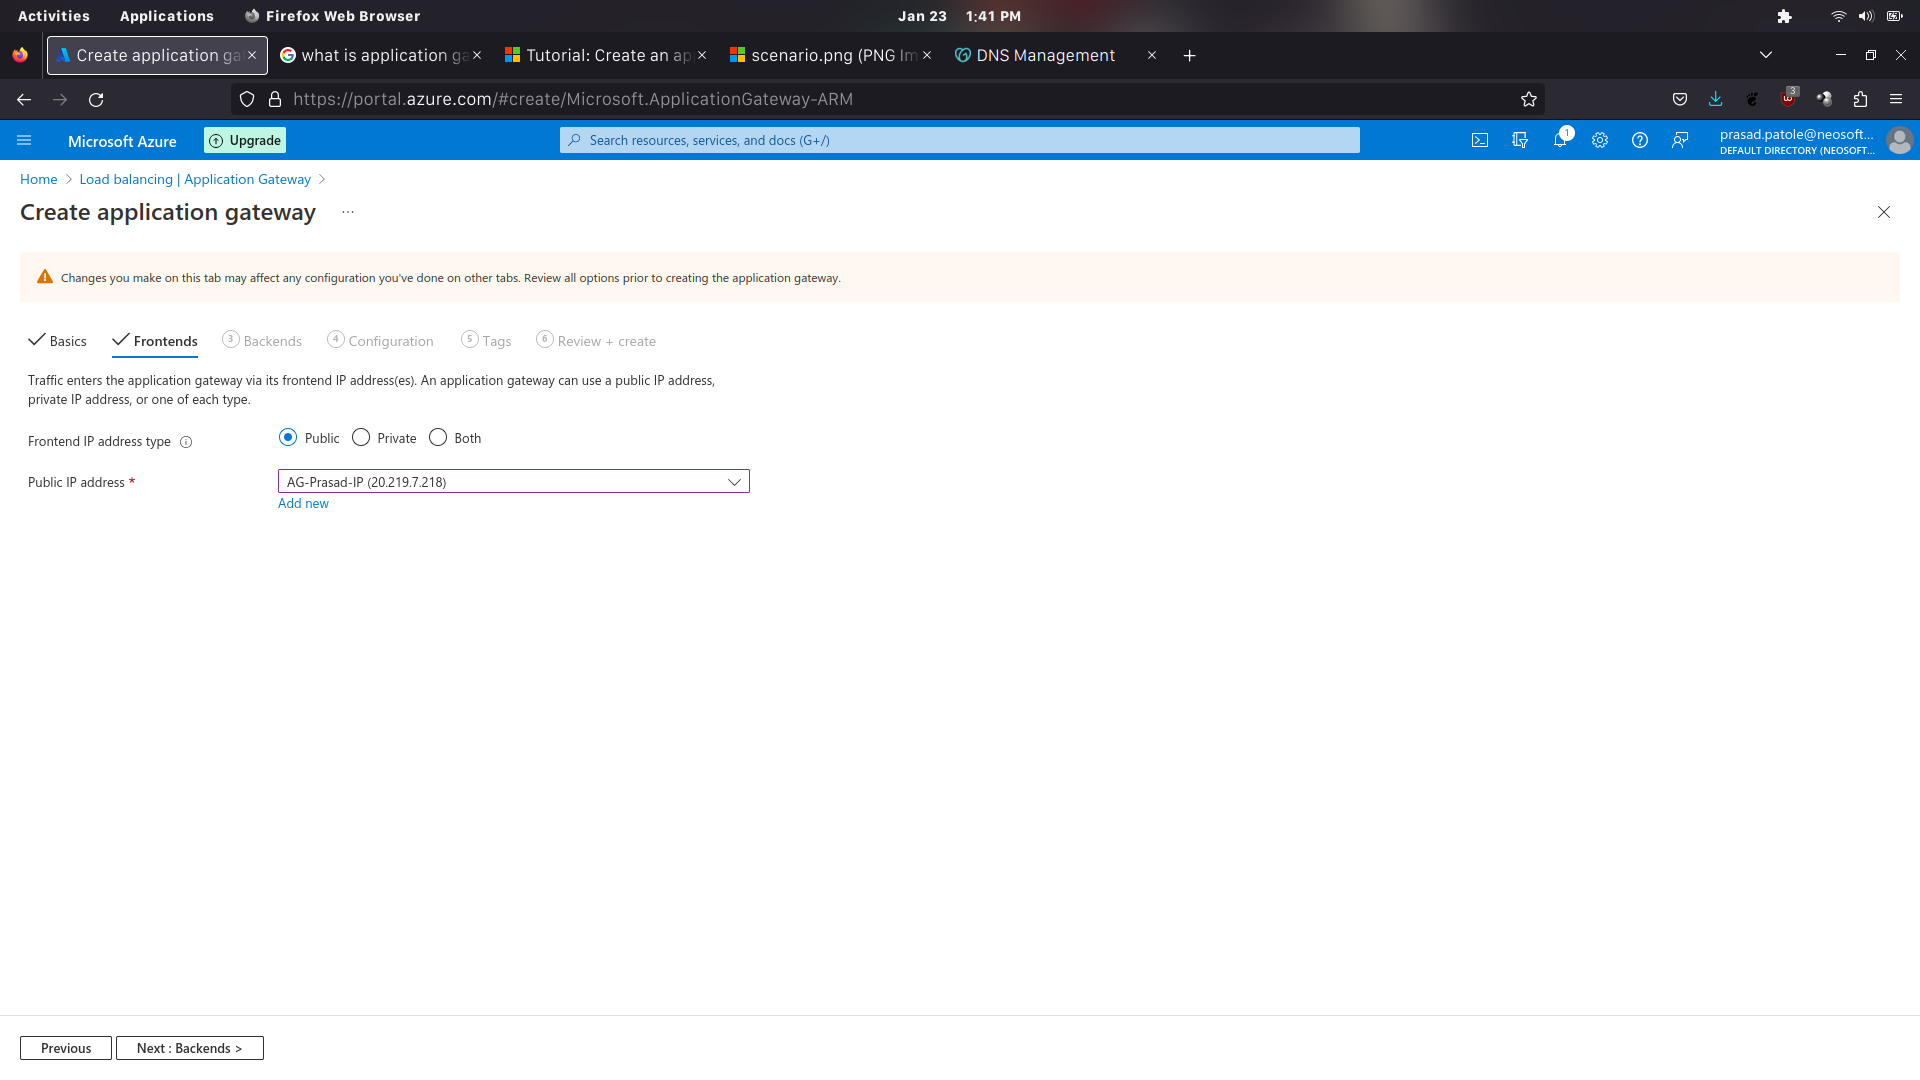 Activities Applications Firefox Web Browser Jan 23 1:41 PM
Create application ga what is application ga Tutorial: Create an ap scenario.png (PNG Im DNS Management
https://portal.azure.com/#create/Microsoft.ApplicationGateway-ARM 3
Microsoft Azure Upgrade Search resources, services, and docs (G+/) 1 prasad.patole@neosoft...
DEFAULT DIRECTORY (NEOSOFT...
Home > Load balancing | Application Gateway >
Create application gateway ...
Changes you make on this tab may affect any configuration you've done on other tabs. Review all options prior to creating the application gateway.
Basics Frontends 3 Backends 4 Configuration 5 Tags 6 Review + create
Traffic enters the application gateway via its frontend IP address(es). An application gateway can use a public IP address,
private IP address, or one of each type.
Frontend IP address type Public Private Both
Public IP address * AG-Prasad-IP (20.219.7.218)
Add new
Previous Next : Backends >